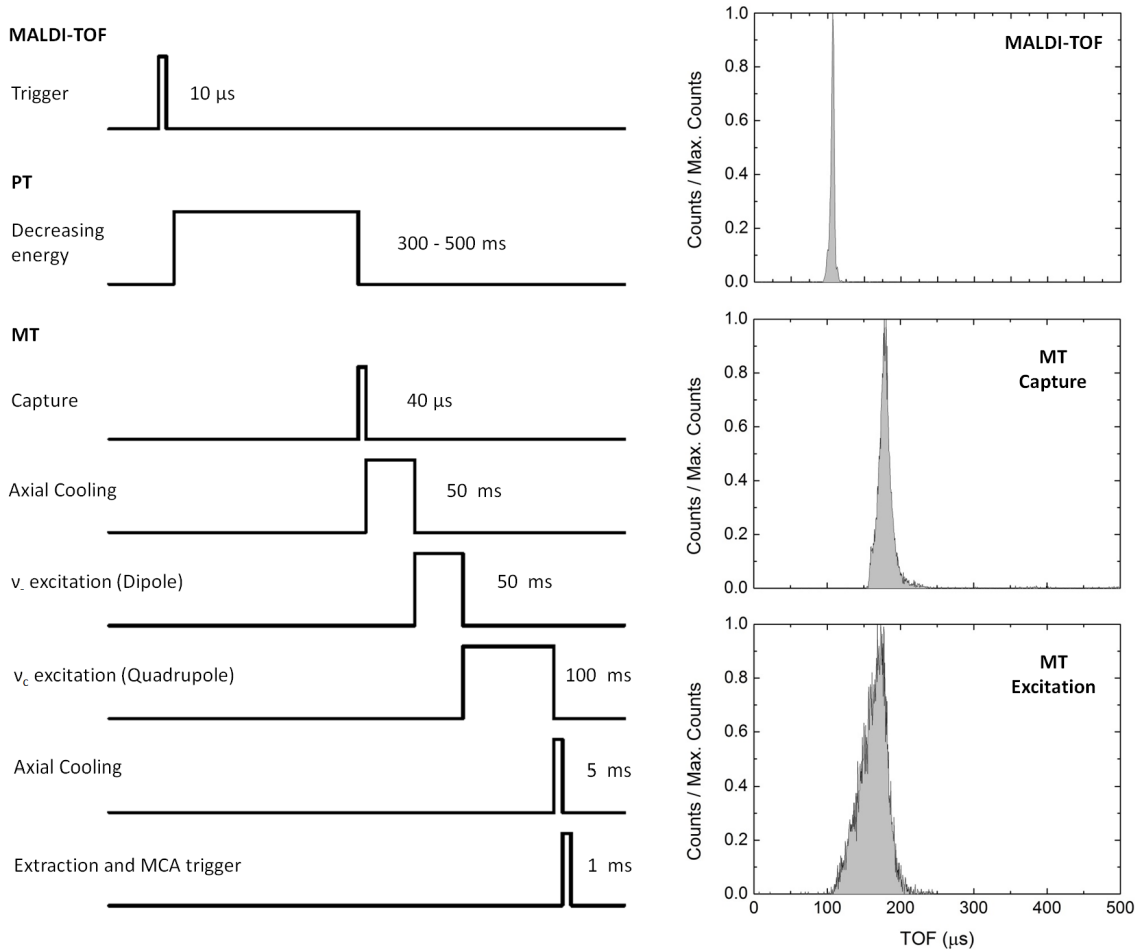 MALDI-TOF
Trigger
10 µs
PT
Decreasing
energy
300 - 500 ms
MT
Capture
40 µs
Axial Cooling
50 ms
ν- excitation (Dipole)
50 ms
νc excitation (Quadrupole)
100 ms
Axial Cooling
5 ms
Extraction and MCA trigger
1 ms
MALDI-TOF
Counts / Max. Counts
1.0
0.8
0.6
0.4
0.2
0.0
MT
Capture
Counts / Max. Counts
1.0
0.8
0.6
0.4
0.2
0.0
MT
Excitation
Counts / Max. Counts
1.0
0.8
0.6
0.4
0.2
0.0
0 100 200 300 400 500
TOF (µs)